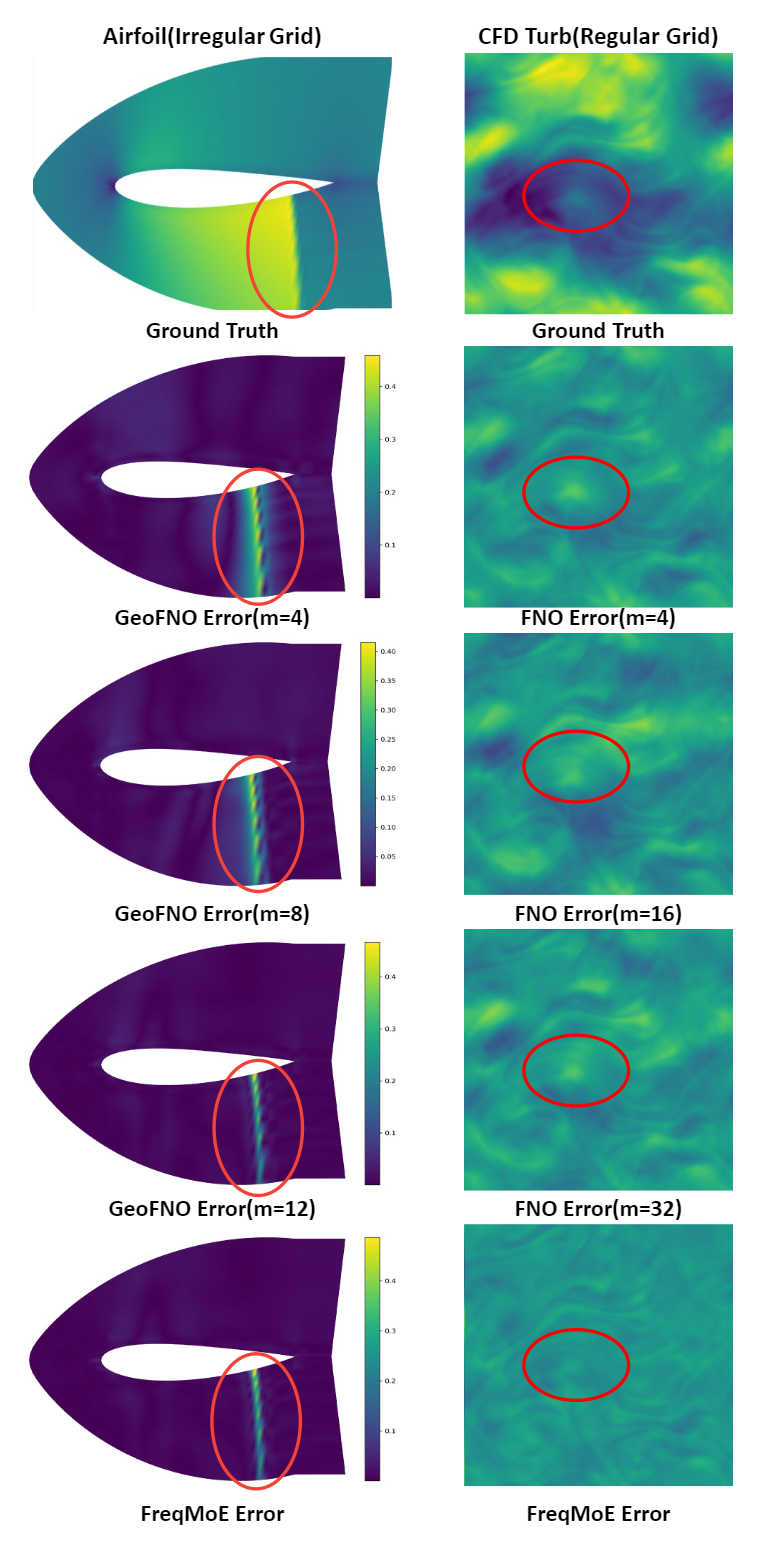 Airfoil(Irregular Grid)
CFD Turb(Regular Grid)
Ground Truth
Ground Truth
0.4
0.3
0.2
0.1
GeoFNO Error(m=4)
FNO Error(m=4)
0.40
0.35
0.30
0.25
0.20
0.15
0.10
0.05
GeoFNO Error(m=8)
FNO Error(m=16)
0.4
0.3
0.2
0.1
GeoFNO Error(m=12)
FNO Error(m=32)
0.4
0.3
0.2
0.1
FreqMoE Error
FreqMoE Error